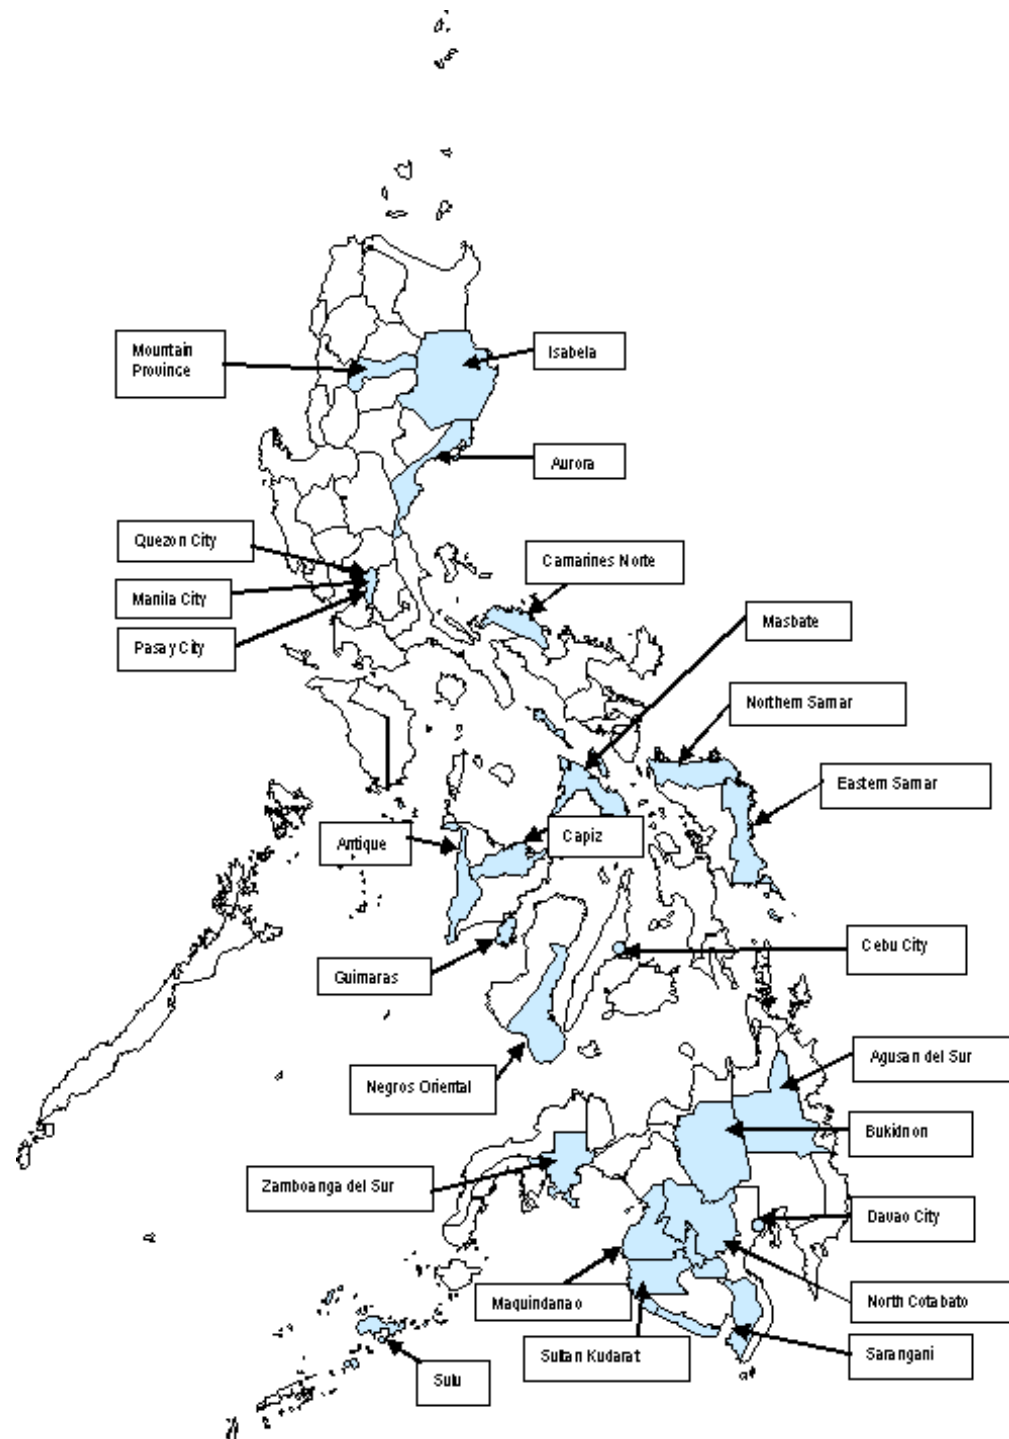 Mountain
Province
Isabela
Aurora
Quezon City
Manila City
Pasay City
Camarines Norte
Masbate
Northern Samar
Eastern Samar
Antique
Capiz
Guimaras
Cebu City
Negros Oriental
Agusan del Sur
Bukidnon
Zamboanga del Sur
Davao City
Maquindanao
North Cotabato
Sultan Kudarat
Sarangani
Sulu